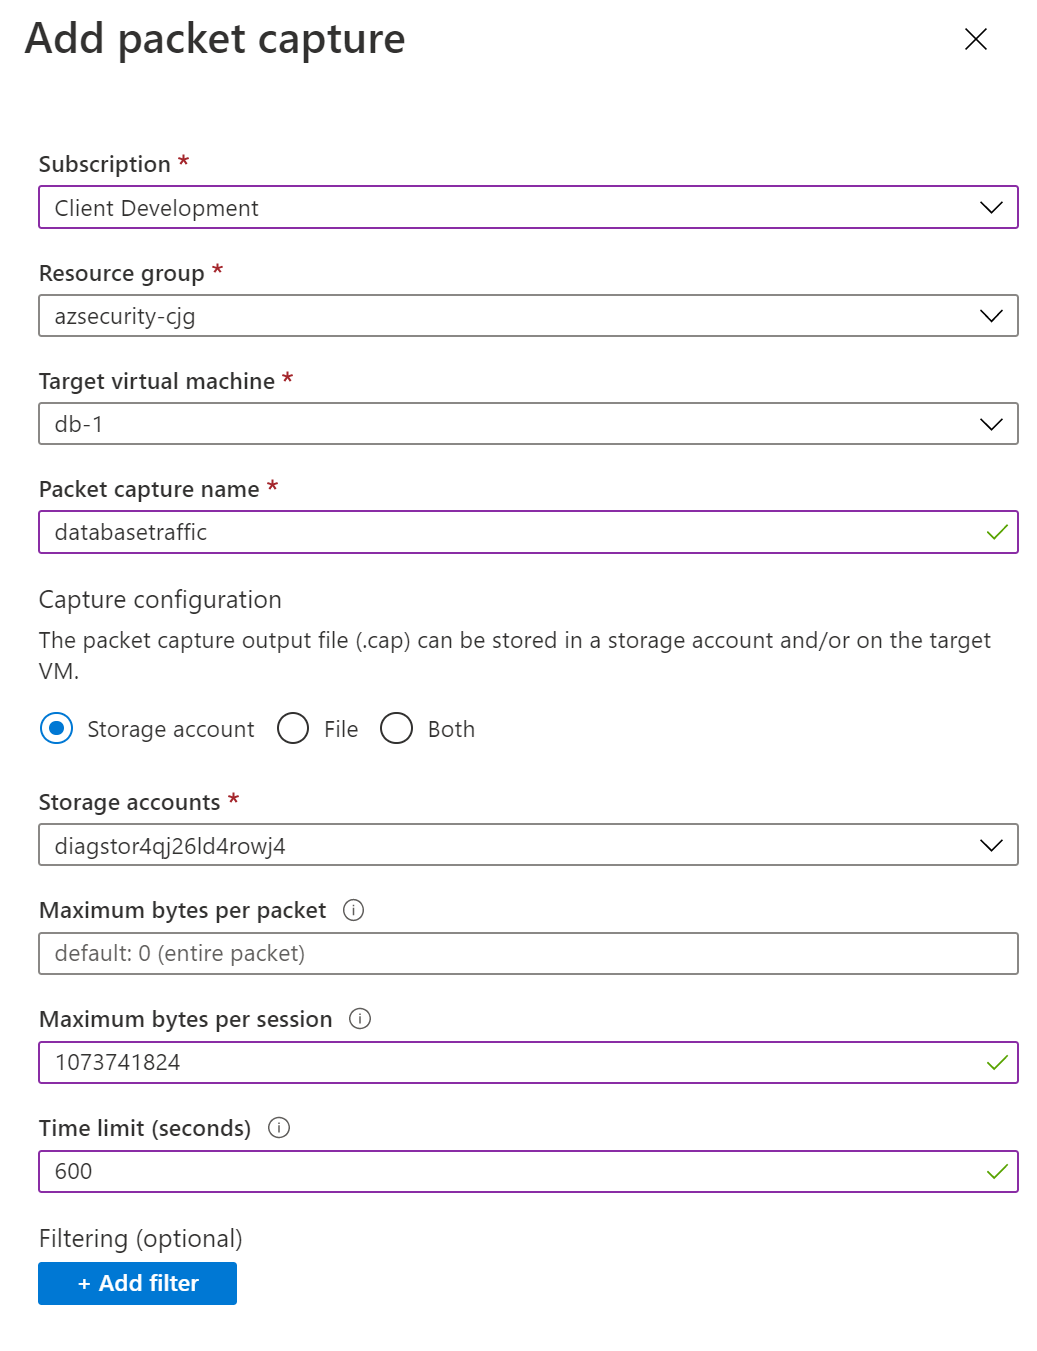 Add packet capture
Subscription *
Client Development
Resource group *
azsecurity-cjg
Target virtual machine *
db-1
Packet capture name *
databasetraffic
Capture configuration
The packet capture output file (.cap) can be stored in a storage account and/or on the target
VM.
Storage account File Both
Storage accounts *
diagstor4qj26ld4rowj4
Maximum bytes per packet
default: 0 (entire packet)
Maximum bytes per session
1073741824
Time limit (seconds)
600
Filtering (optional)
+ Add filter